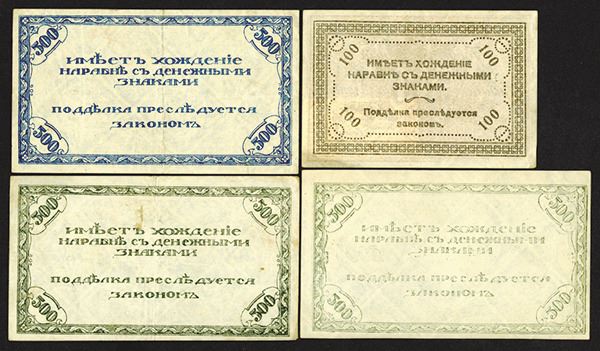 500 500
ИМѢЕТЪ ХОЖДЕНІЕ
НАРАВНѢ СЪ ДЕНЕЖНЫМИ
ЗНАКАМИ
ПОДДѢЛКА ПРЕСЛѢДУЕТСЯ
ЗАКОНОМЪ
500 500
100 100
ИМѢЕТЪ ХОЖДЕНІЕ
НАРАВНѢ СЪ ДЕНЕЖНЫМИ
ЗНАКАМИ.
Поддѣлка преслѣдуется
закономъ.
100 100
500 500
ИМѢЕТЪ ХОЖДЕНІЕ
НАРАВНѢ СЪ ДЕНЕЖНЫМИ
ЗНАКАМИ
ПОДДѢЛКА ПРЕСЛѢДУЕТСЯ
ЗАКОНОМЪ
500 500
500 500
ИМѢЕТЪ ХОЖДЕНІЕ
НАРАВНѢ СЪ ДЕНЕЖНЫМИ
ЗНАКАМИ
ПОДДѢЛКА ПРЕСЛѢДУЕТСЯ
ЗАКОНОМЪ
500 500